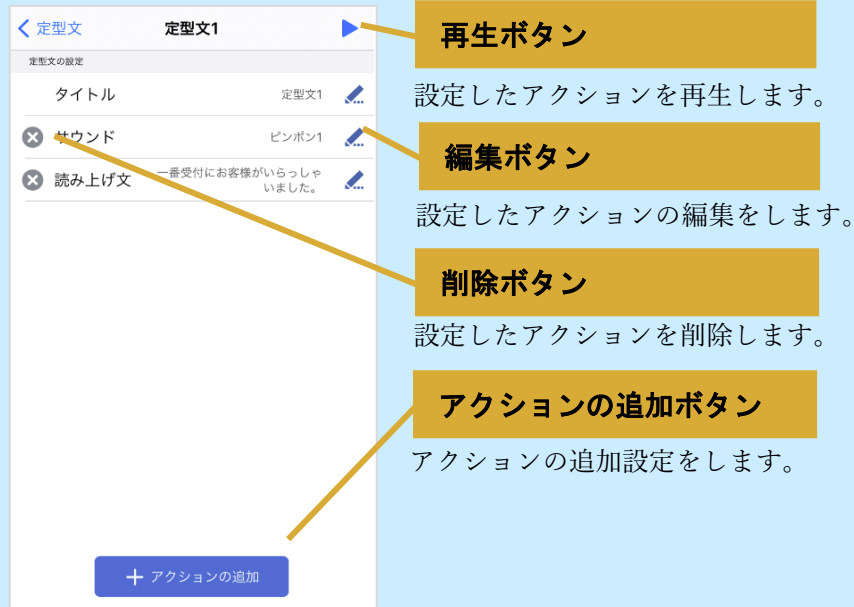 定型文
定型文1
定型文の設定
タイトル
定型文1
サウンド
ピンポン1
読み上げ文
一番受付にお客様がいらっしゃ
いました。
アクションの追加
再生ボタン
設定したアクションを再生します。
編集ボタン
設定したアクションの編集をします。
削除ボタン
設定したアクションを削除します。
アクションの追加ボタン
アクションの追加設定をします。